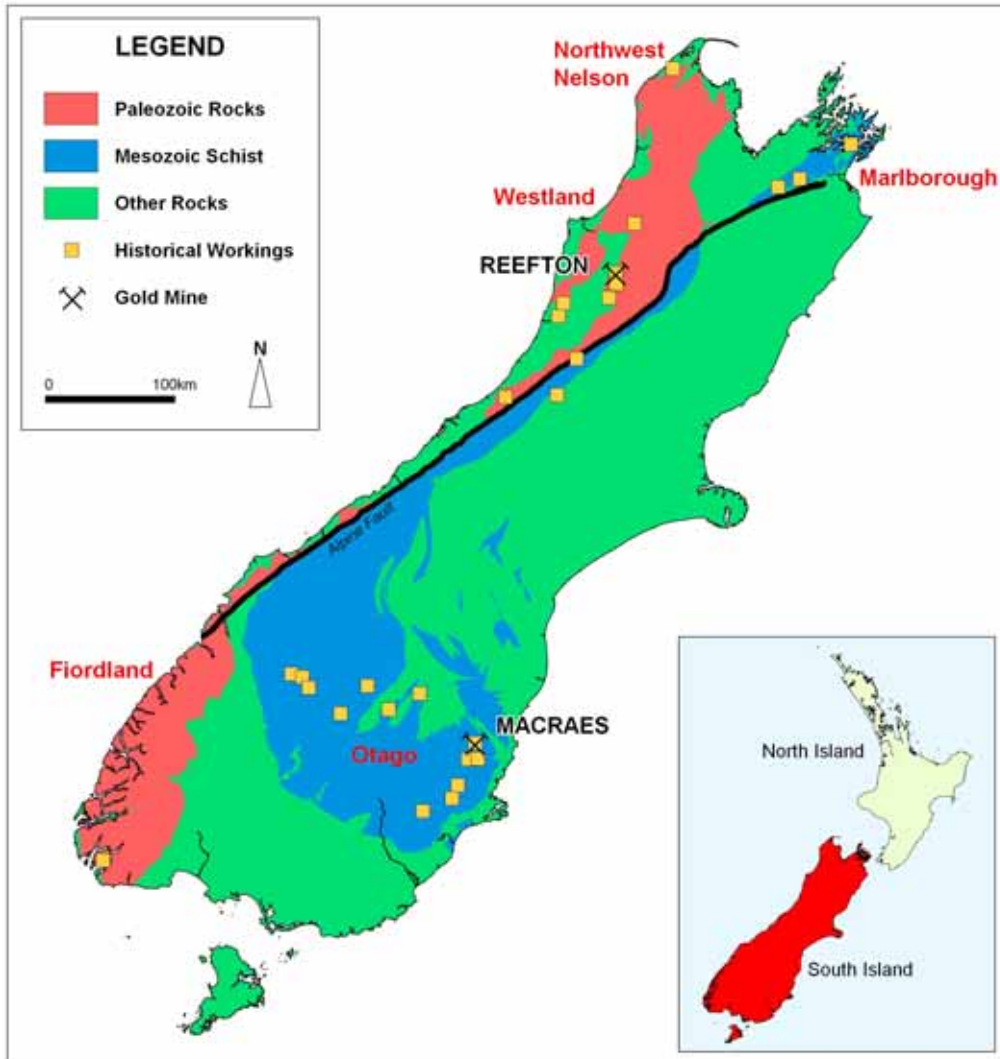 LEGEND
Paleozoic Rocks
Mesozoic Schist
Other Rocks
Historical Workings
Gold Mine
N
0 100km
Northwest
Nelson
Westland
Marlborough
REEFTON
Alpine Fault
Fiordland
MACRAES
Otago
North Island
South Island